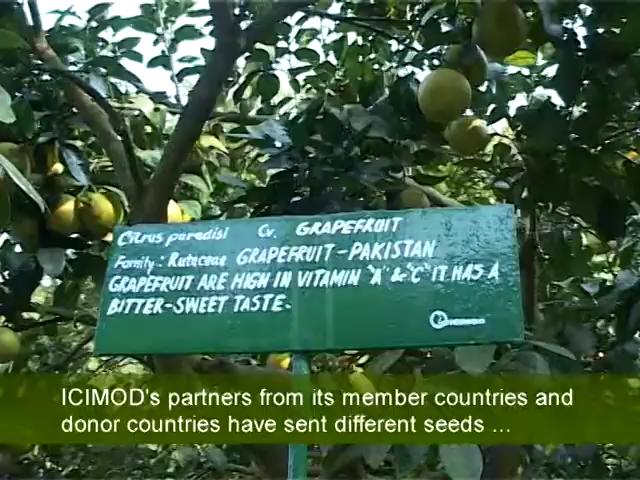 Citrus paredisi Cv. GRAPEFRUIT
Family: Rutaceae GRAPEFRUIT-PAKISTAN
GRAPEFRUIT ARE HIGH IN VITAMIN "A" & "C" IT HAS A
BITTER-SWEET TASTE.
ICIMOD
ICIMOD's partners from its member countries and
donor countries have sent different seeds ...